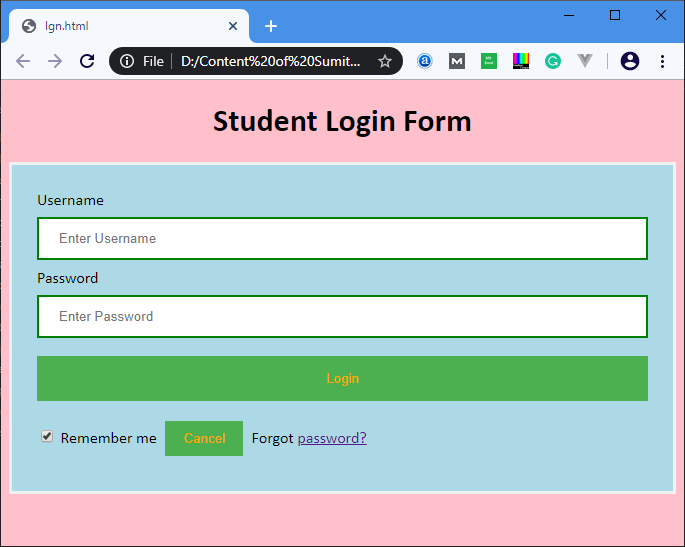 lgn.html
File D:/Content%20of%20Sumit...
Student Login Form
Username
Enter Username
Password
Enter Password
Login
Remember me Cancel Forgot password?